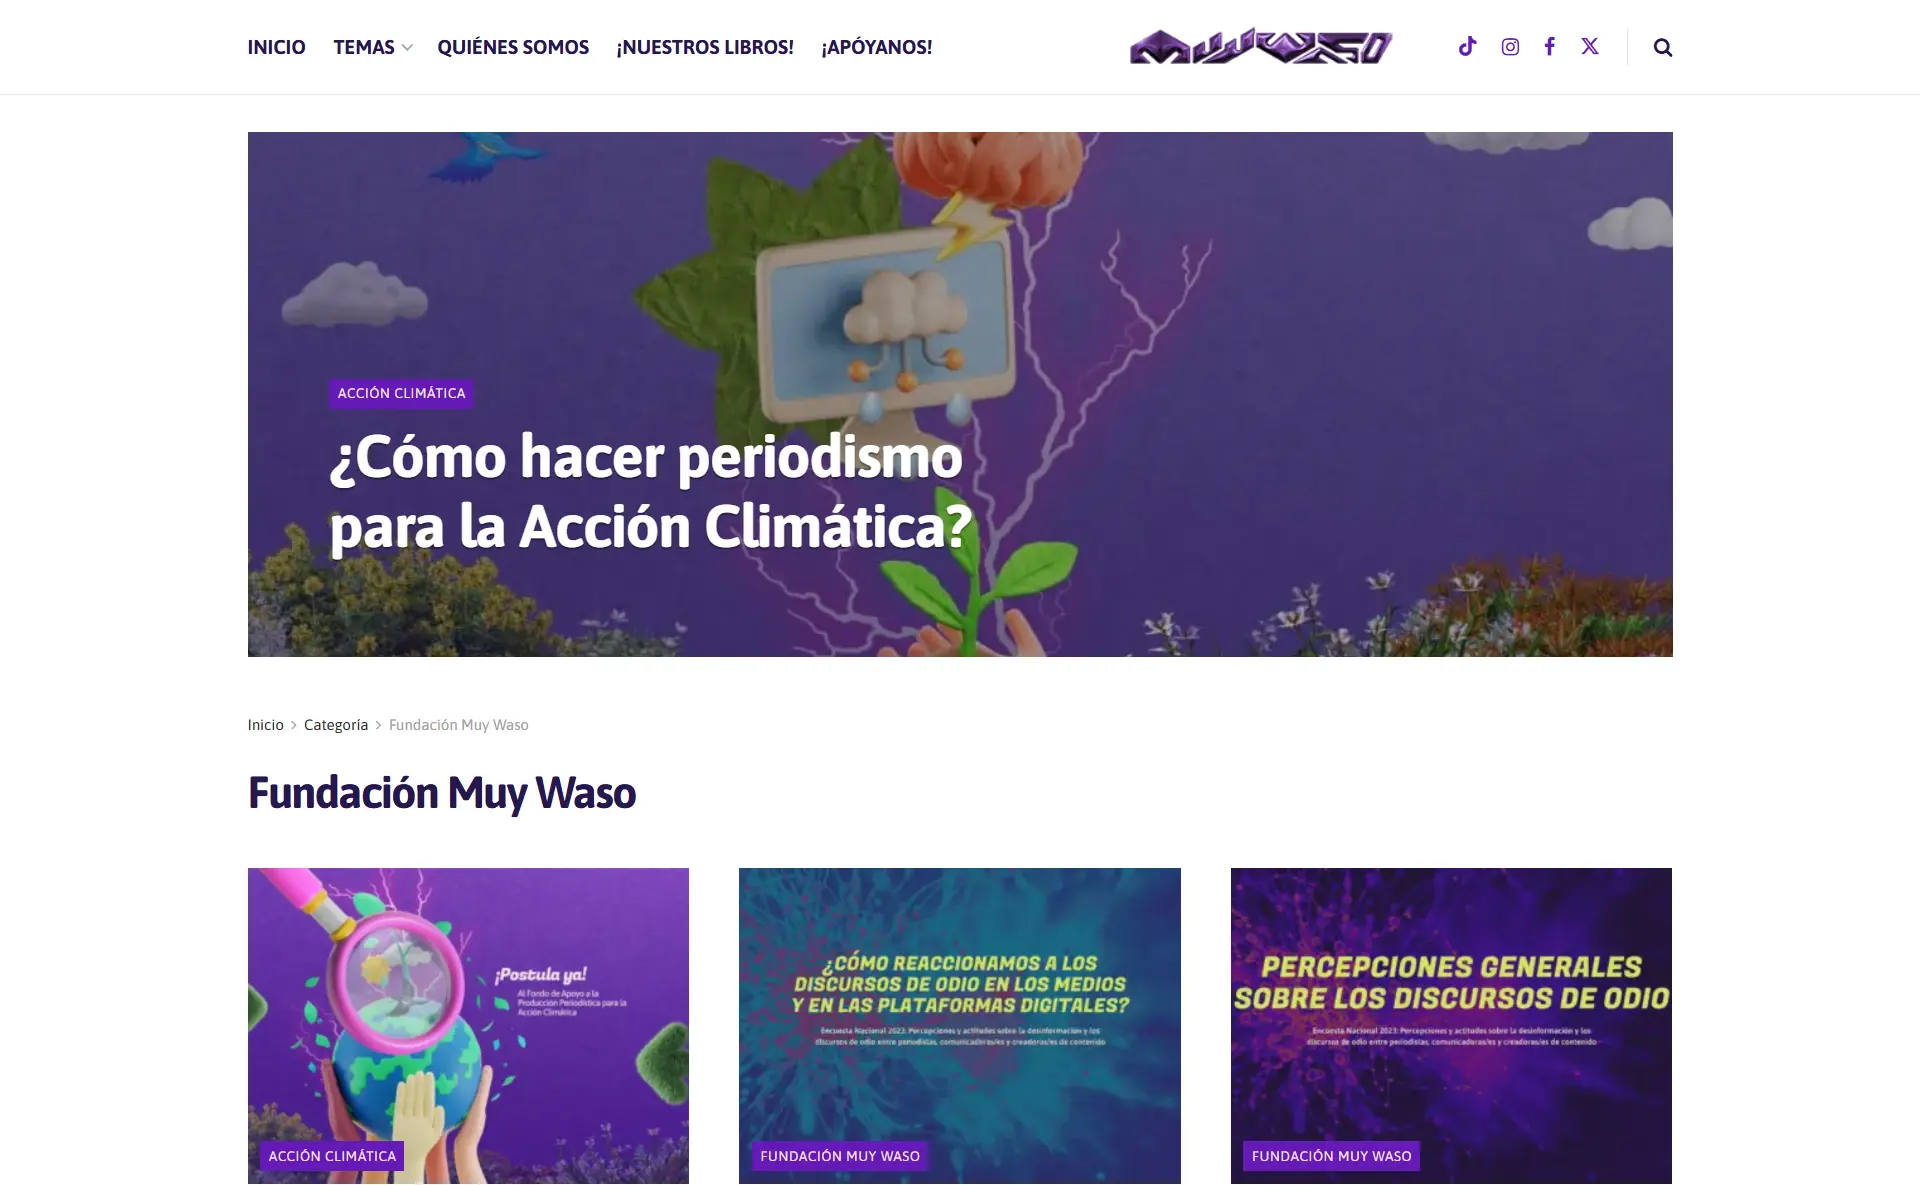 INICIO TEMAS QUIÉNES SOMOS ¡NUESTROS LIBROS! ¡APÓYANOS! MUYWASO
ACCIÓN CLIMÁTICA
¿Cómo hacer periodismo
para la Acción Climática?
Inicio > Categoría > Fundación Muy Waso
Fundación Muy Waso
¡Postula ya!
Al Fondo de Apoyo a la
Producción Periodística para la
Acción Climática
ACCIÓN CLIMÁTICA
¿CÓMO REACCIONAMOS A LOS
DISCURSOS DE ODIO EN LOS MEDIOS
Y EN LAS PLATAFORMAS DIGITALES?
Encuesta Nacional 2023: Percepciones y actitudes sobre la desinformación y los
discursos de odio entre periodistas, comunicadoras/es y creadoras/es de contenido
FUNDACIÓN MUY WASO
PERCEPCIONES GENERALES
SOBRE LOS DISCURSOS DE ODIO
Encuesta Nacional 2023: Percepciones y actitudes sobre la desinformación y los
discursos de odio entre periodistas, comunicadoras/es y creadoras/es de contenido
FUNDACIÓN MUY WASO